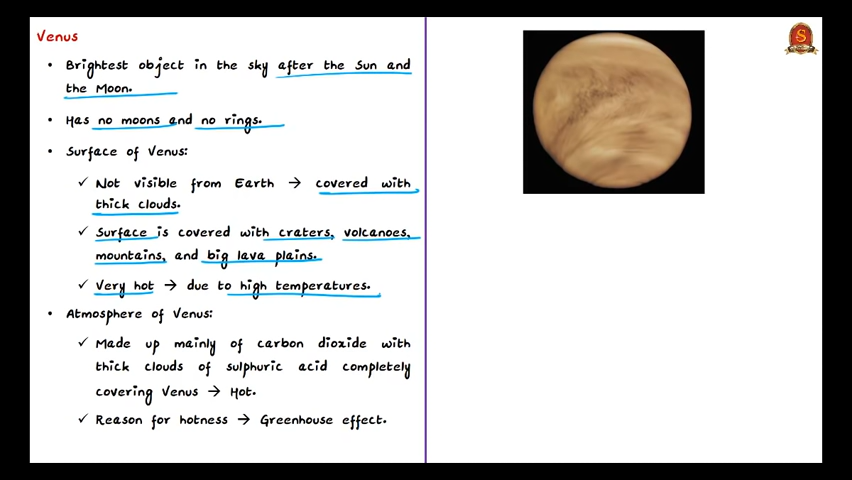 Venus
• Brightest object in the sky after the Sun and
the Moon.
• Has no moons and no rings.
• Surface of Venus:
✓ Not visible from Earth → covered with
thick clouds.
✓ Surface is covered with craters, volcanoes,
mountains, and big lava plains.
✓ Very hot → due to high temperatures.
• Atmosphere of Venus:
✓ Made up mainly of carbon dioxide with
thick clouds of sulphuric acid completely
covering Venus → Hot.
✓ Reason for hotness → Greenhouse effect.
S